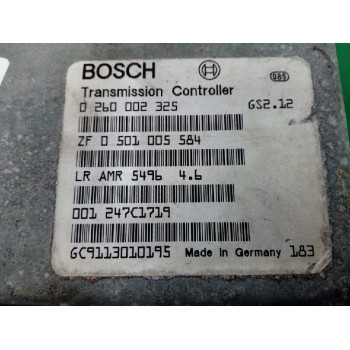 BOSCH 085
Transmission Controller
0 260 002 325 GS2.12
ZF 0 501 005 584
LR AMR 5496 4.6
001 247C1719
GC9113010195 Made in Germany 183